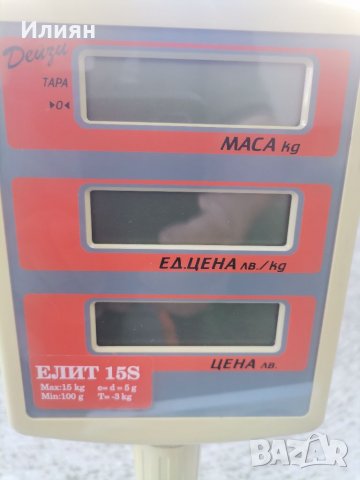 Илиян
Дейзи
ТАРА
▸0◂
МАСА kg
ЕД.ЦЕНА лв./kg
ЦЕНА лв.
ЕЛИТ 15S
Max:15 kg e= d = 5 g
Min:100 g T= -3 kg
BAZAR